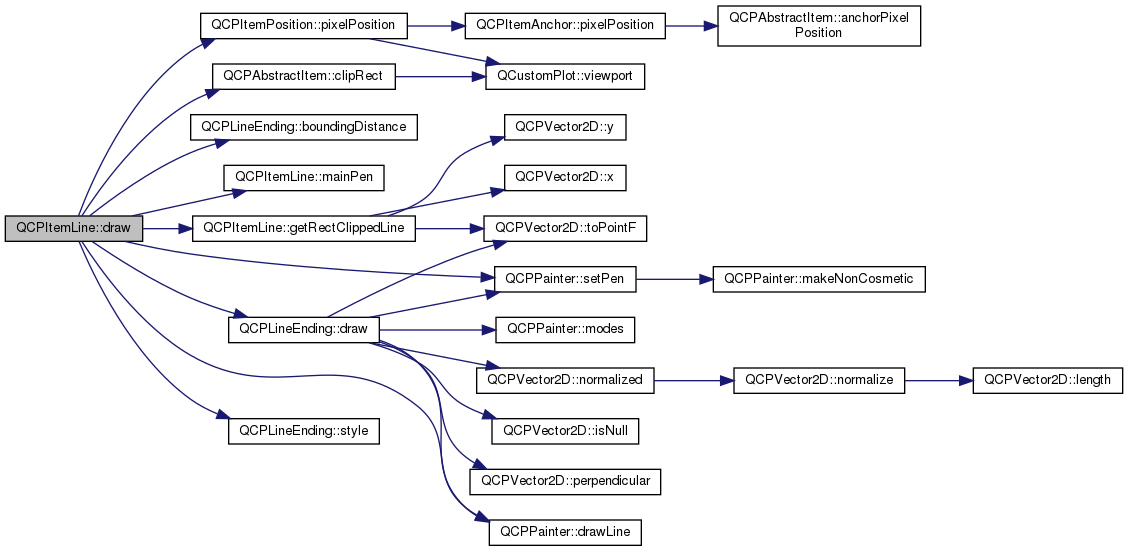 QCPItemPosition::pixelPosition
QCPItemAnchor::pixelPosition
QCPAbstractItem::anchorPixel
Position
QCPAbstractItem::clipRect
QCustomPlot::viewport
QCPLineEnding::boundingDistance
QCPVector2D::y
QCPItemLine::mainPen
QCPVector2D::x
QCPItemLine::draw
QCPItemLine::getRectClippedLine
QCPVector2D::toPointF
QCPPainter::setPen
QCPPainter::makeNonCosmetic
QCPLineEnding::draw
QCPPainter::modes
QCPVector2D::normalized
QCPVector2D::normalize
QCPVector2D::length
QCPLineEnding::style
QCPVector2D::isNull
QCPVector2D::perpendicular
QCPPainter::drawLine